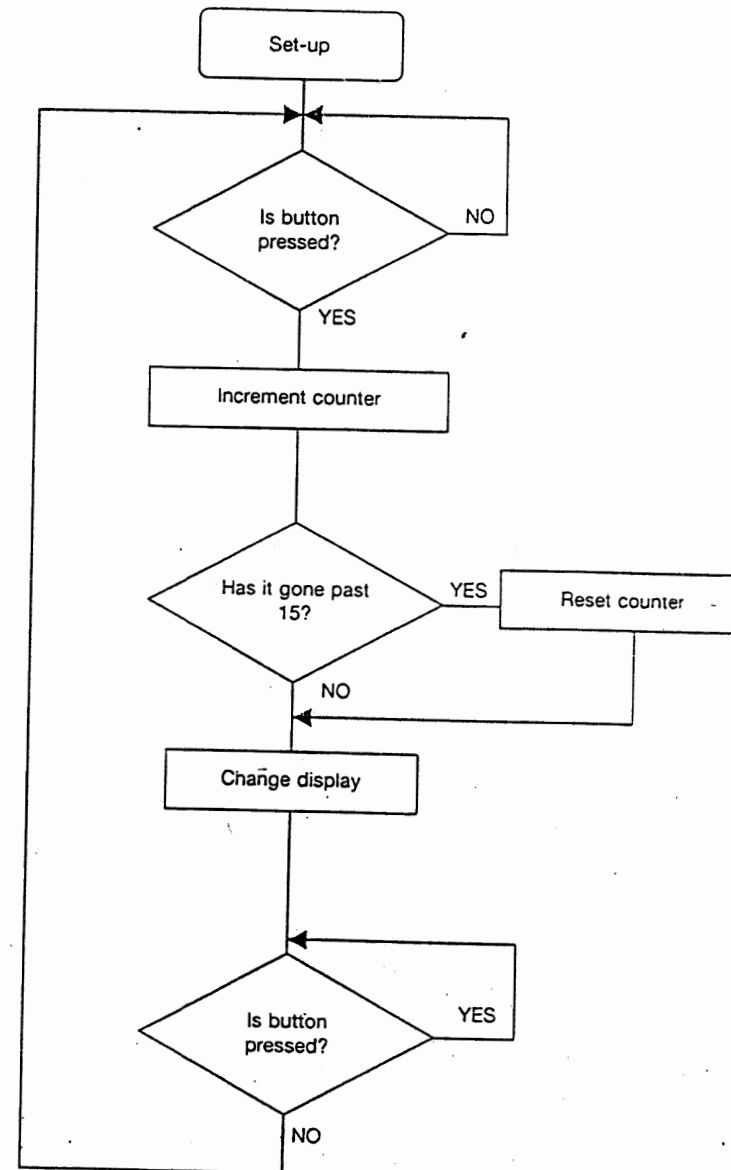 Set-up
Is button
pressed?
NO
YES
Increment counter
Has it gone past
15?
YES
Reset counter
NO
Change display
Is button
pressed?
YES
NO